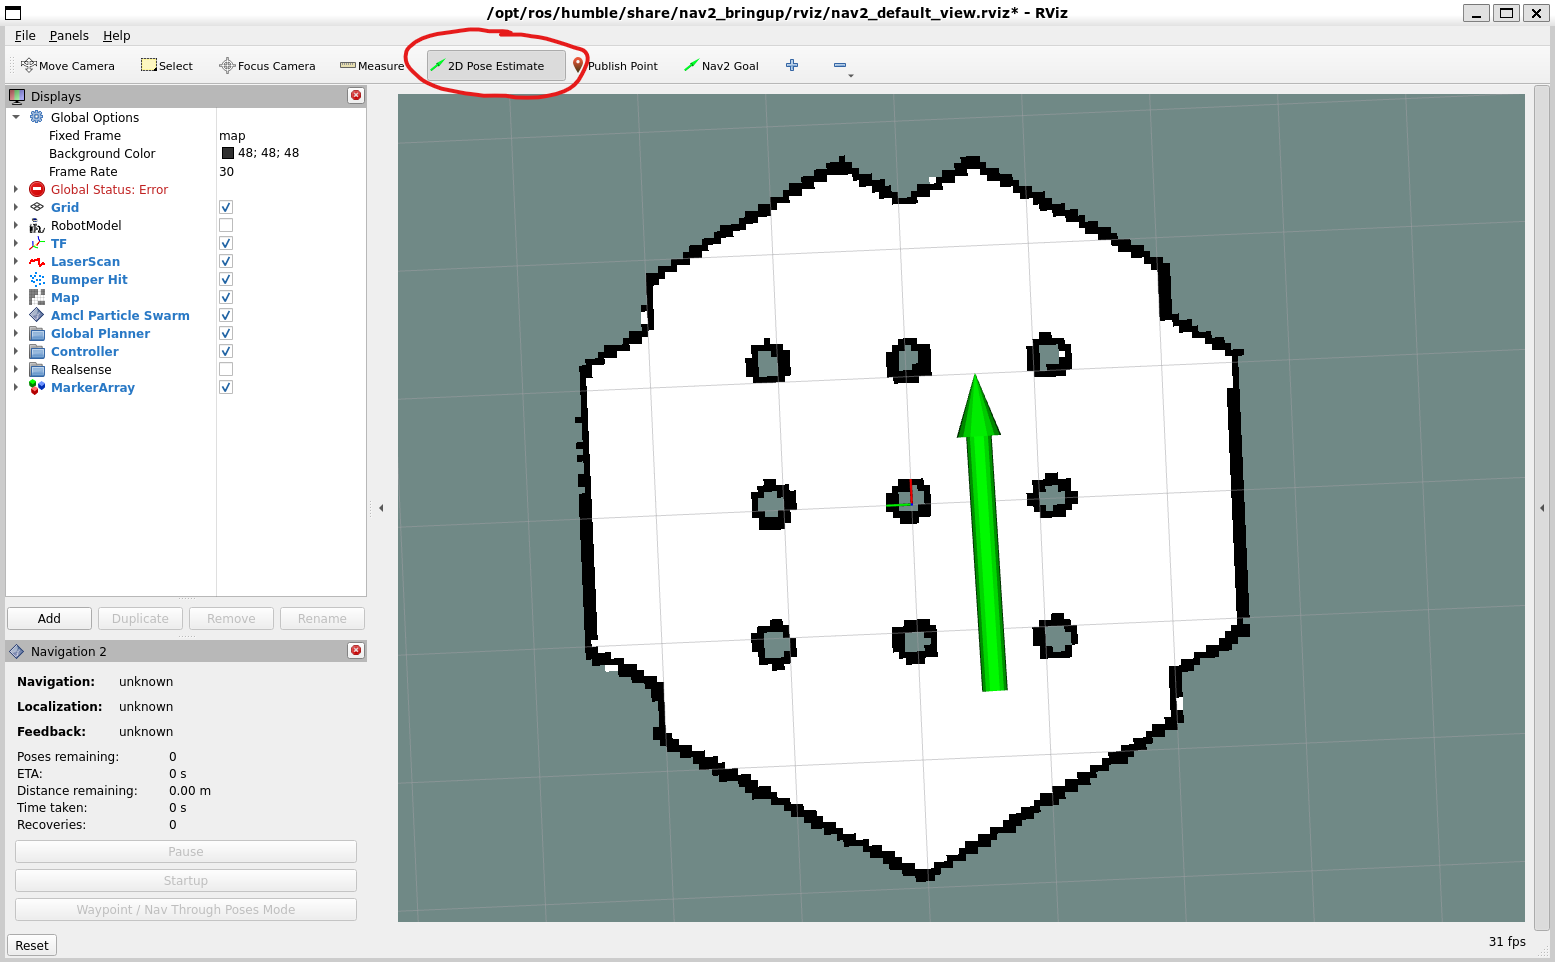 /opt/ros/humble/share/nav2_bringup/rviz/nav2_default_view.rviz* - RViz
File Panels Help
Move Camera Select Focus Camera Measure 2D Pose Estimate Publish Point Nav2 Goal
Displays
Global Options
Fixed Frame map
Background Color 48; 48; 48
Frame Rate 30
Global Status: Error
Grid
RobotModel
TF
LaserScan
Bumper Hit
Map
Amcl Particle Swarm
Global Planner
Controller
Realsense
MarkerArray
Add Duplicate Remove Rename
Navigation 2
Navigation: unknown
Localization: unknown
Feedback: unknown
Poses remaining: 0
ETA: 0 s
Distance remaining: 0.00 m
Time taken: 0 s
Recoveries: 0
Pause
Startup
Waypoint / Nav Through Poses Mode
Reset 31 fps